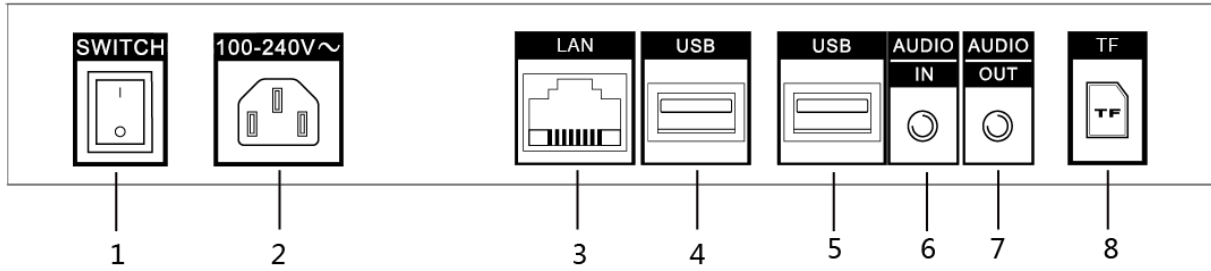 SWITCH
100-240V～
LAN
USB
USB
AUDIO
IN
AUDIO
OUT
TF
TF
1
2
3
4
5
6
7
8